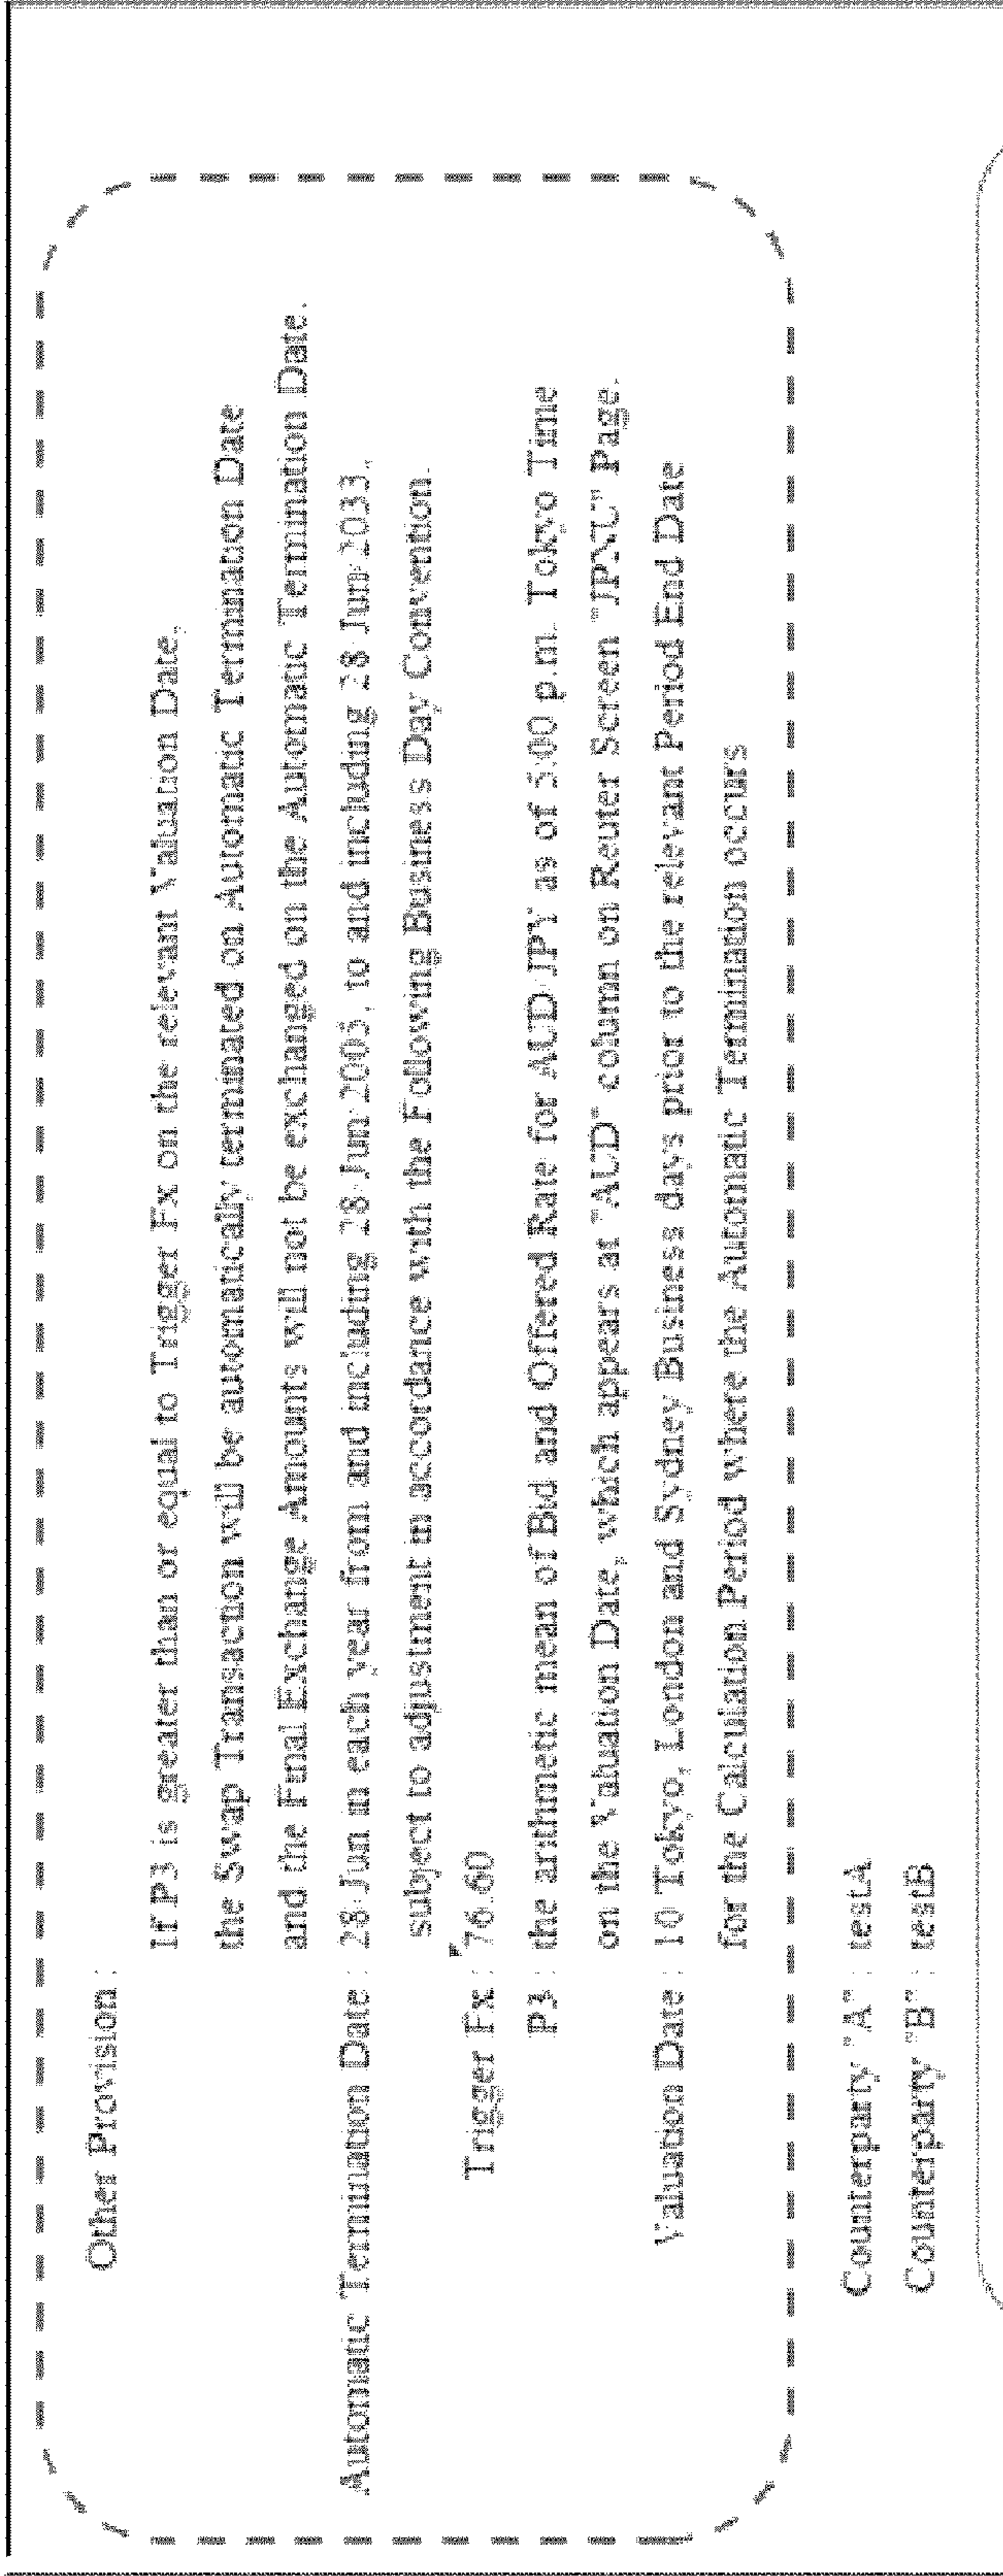 Other Provision :
If P3 is greater than or equal to Trigger Fx on the relevant Valuation Date,
the Swap Transaction will be automatically terminated on Automatic Termination Date
and the Final Exchange Amounts will not be exchanged on the Automatic Termination Date.
Automatic Termination Date : 28-Jun in each year from and including 28-Jun-2005, to and including 28-Jun-2033,
subject to adjustment in accordance with the Following Business Day Convention.
Trigger Fx : 76.60
P3 : the arithmetic mean of Bid and Offered Rate for AUD/JPY as of 3:00 p.m. Tokyo Time
on the Valuation Date, which appears at "AUD" column on Reuter Screen "JPNU" Page.
Valuation Date : 10 Tokyo, London and Sydney Business days prior to the relevant Period End Date
for the Calculation Period where the Automatic Termination occurs
Counterparty "A" : testA
Counterparty "B" : testB